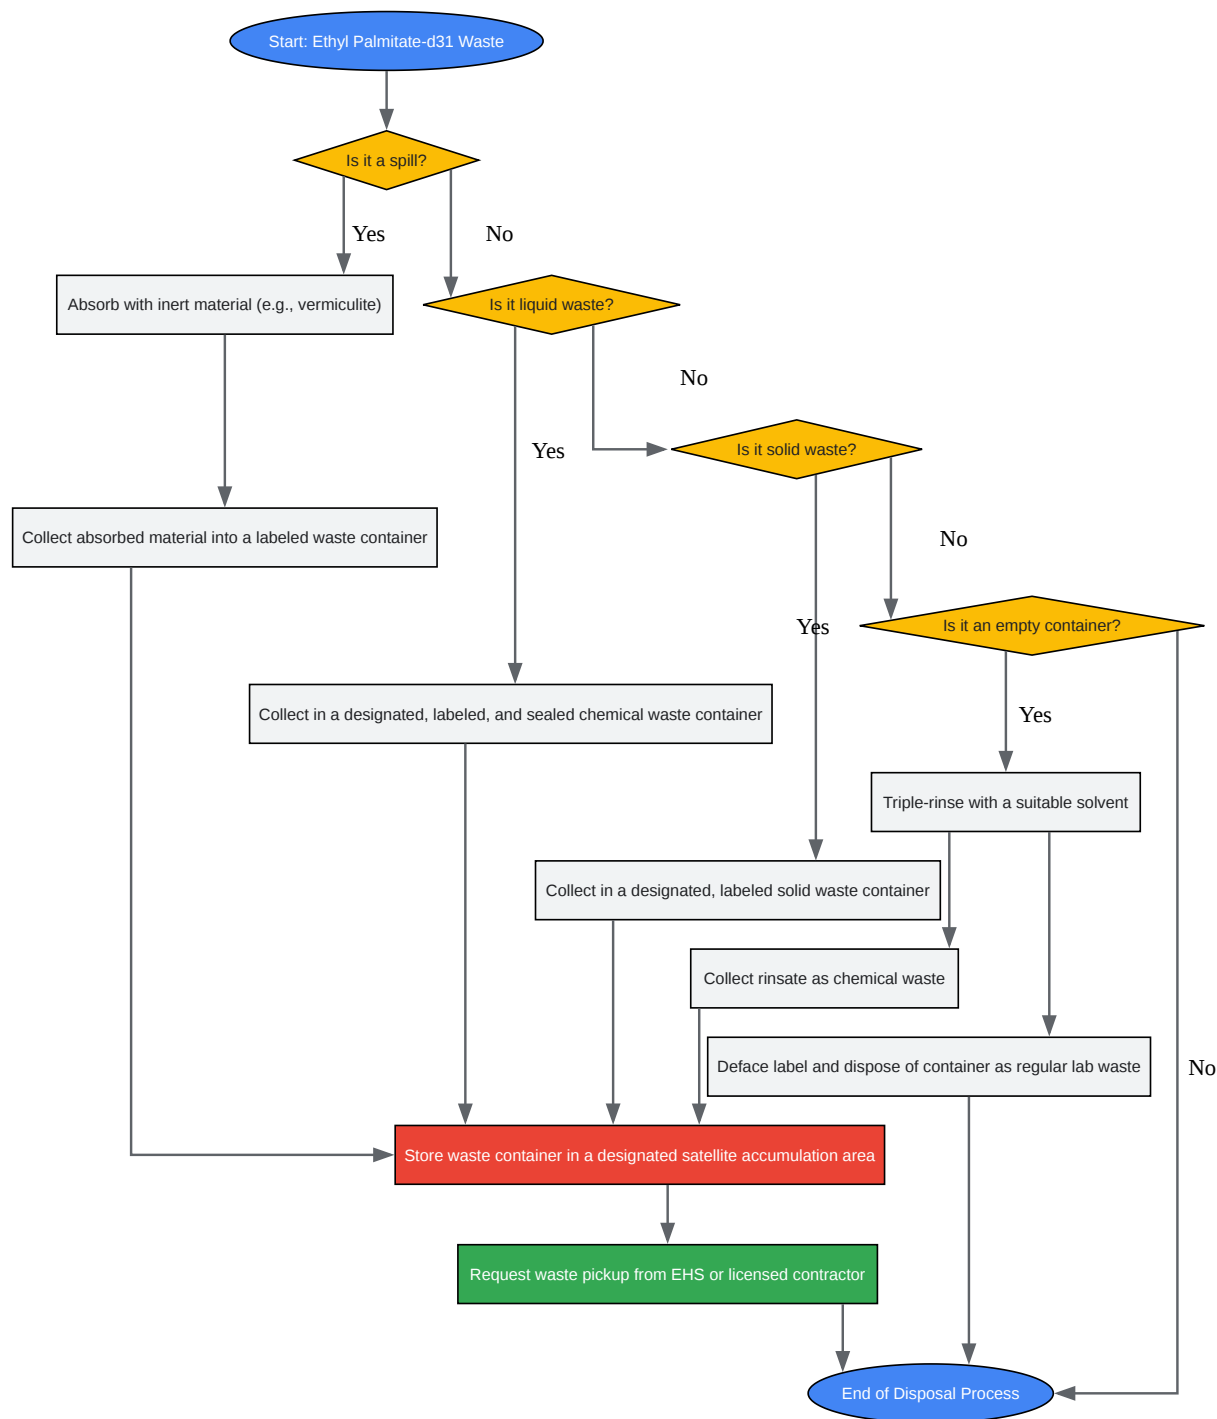 Start: Ethyl Palmitate-d31 Waste
Is it a spill?
Yes
No
Absorb with inert material (e.g., vermiculite)
Is it liquid waste?
No
Yes
Is it solid waste?
Collect absorbed material into a labeled waste container
No
Yes
Is it an empty container?
Collect in a designated, labeled, and sealed chemical waste container
Yes
Triple-rinse with a suitable solvent
Collect in a designated, labeled solid waste container
Collect rinsate as chemical waste
Deface label and dispose of container as regular lab waste
No
Store waste container in a designated satellite accumulation area
Request waste pickup from EHS or licensed contractor
End of Disposal Process